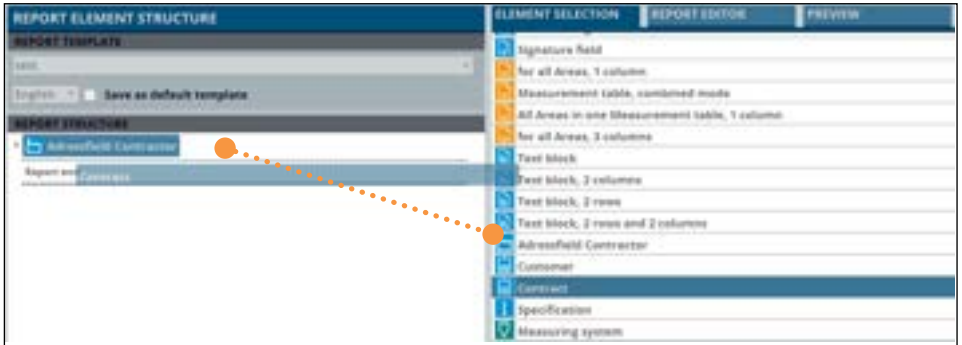 REPORT ELEMENT STRUCTURE
REPORT TEMPLATE
English
Save as default template
REPORT STRUCTURE
Adressfield Contractor
Report
Contract
ELEMENT SELECTION
REPORT EDITOR
PREVIEW
Signature field
for all Areas, 1 column
Measurement table, combined mode
All Areas in one Measurement table, 1 column
for all Areas, 3 columns
Text block
Text block, 2 columns
Text block, 2 rows
Text block, 2 rows and 2 columns
Adressfield Contractor
Customer
Contract
Specification
Measuring system